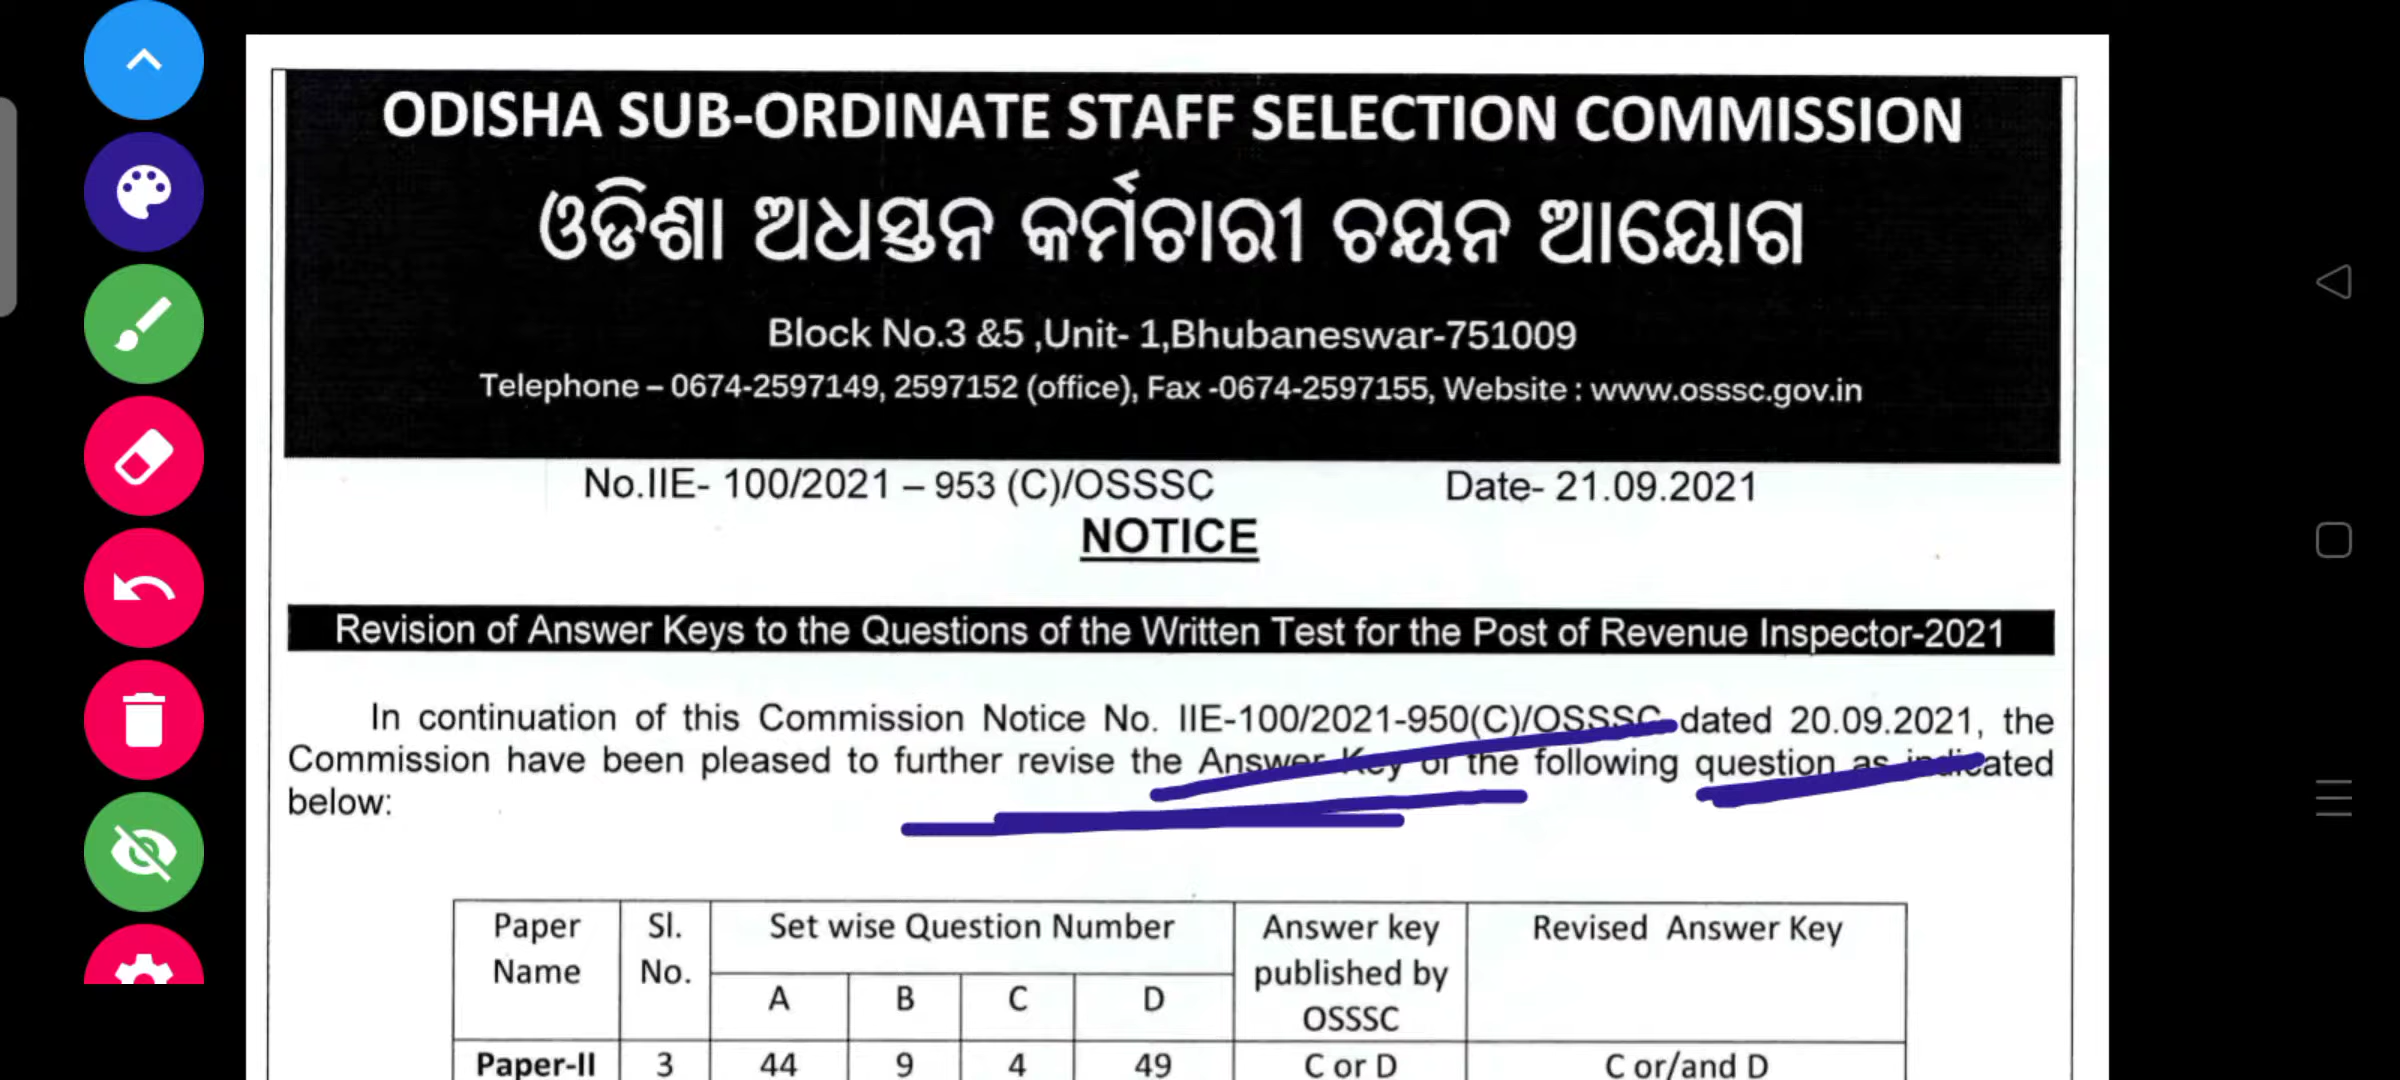 ODISHA SUB-ORDINATE STAFF SELECTION COMMISSION
ଓଡିଶା ଅଧସ୍ତନ କର୍ମଚାରୀ ଚୟନ ଆୟୋଗ
Block No.3 &5 ,Unit- 1,Bhubaneswar-751009
Telephone – 0674-2597149, 2597152 (office), Fax -0674-2597155, Website : www.osssc.gov.in
No.IIE- 100/2021 – 953 (C)/OSSSC Date- 21.09.2021
NOTICE
Revision of Answer Keys to the Questions of the Written Test for the Post of Revenue Inspector-2021
In continuation of this Commission Notice No. IIE-100/2021-950(C)/OSSSC dated 20.09.2021, the
Commission have been pleased to further revise the Answer Key of the following question as indicated
below:
Paper Name Sl. No. Set wise Question Number Answer key published by OSSSC Revised Answer Key
A B C D
Paper-II 3 44 9 4 49 C or D C or/and D